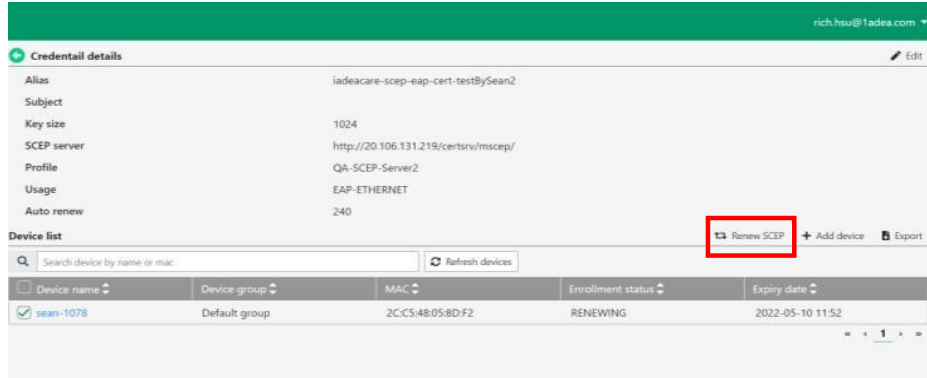 rich.hsu@1adea.com
Credentail details
Edit
Alias iadeacare-scep-eap-cert-testBySean2
Subject
Key size 1024
SCEP server http://20.106.131.219/certsrv/mscep/
Profile QA-SCEP-Server2
Usage EAP-ETHERNET
Auto renew 240
Device list Renew SCEP + Add device Export
Search device by name or mac Refresh devices
Device name Device group MAC Enrollment status Expiry date
sean-1078 Default group 2C:C5:48:05:8D:F2 RENEWING 2022-05-10 11:52
« ‹ 1 › »